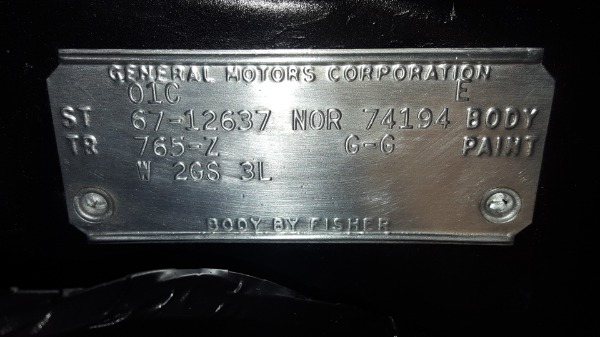 GENERAL MOTORS CORPORATION
01C E
ST 67-12637 NOR 74194 BODY
TR 765-Z G-G PAINT
W 2GS 3L
BODY BY FISHER